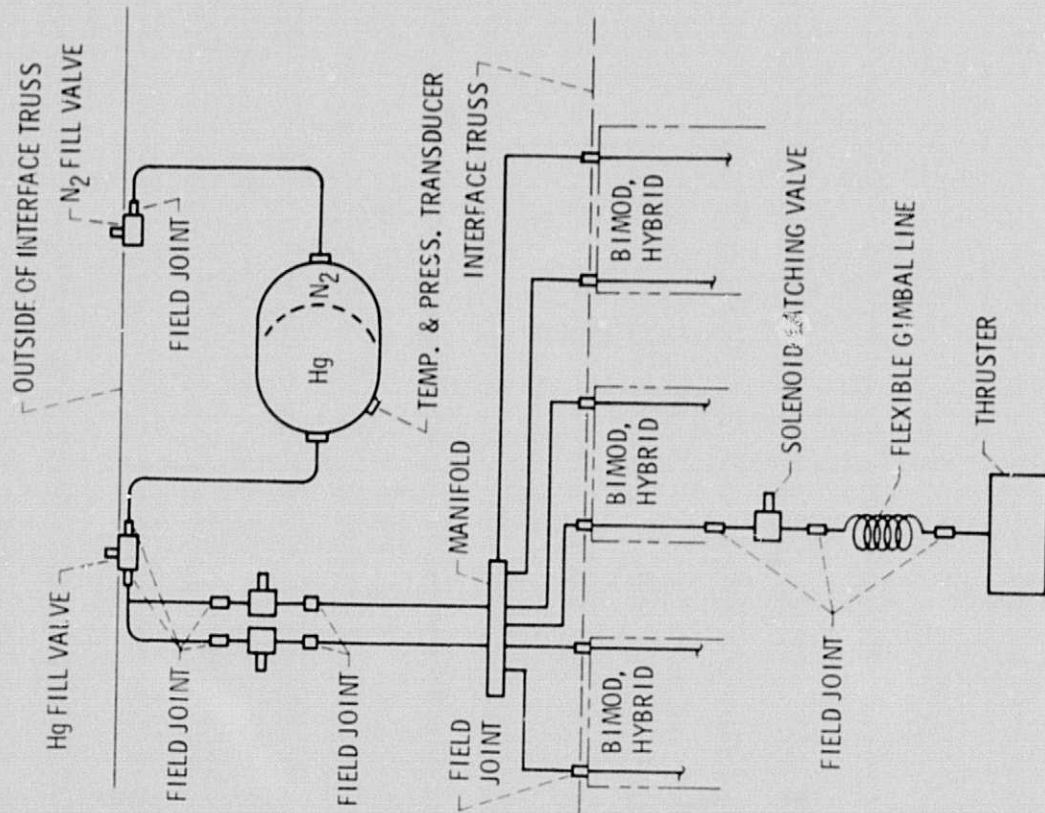 OUTSIDE OF INTERFACE TRUSS
N2 FILL VALVE
Hg FILL VALVE
FIELD JOINT
N2
Hg
TEMP. & PRESS. TRANSDUCER
FIELD JOINT
FIELD JOINT
MANIFOLD
INTERFACE TRUSS
FIELD
JOINT
BIMOD,
HYBRID
BIMOD,
HYBRID
BIMOD,
HYBRID
SOLENOID LATCHING VALVE
FLEXIBLE GIMBAL LINE
FIELD JOINT
THRUSTER